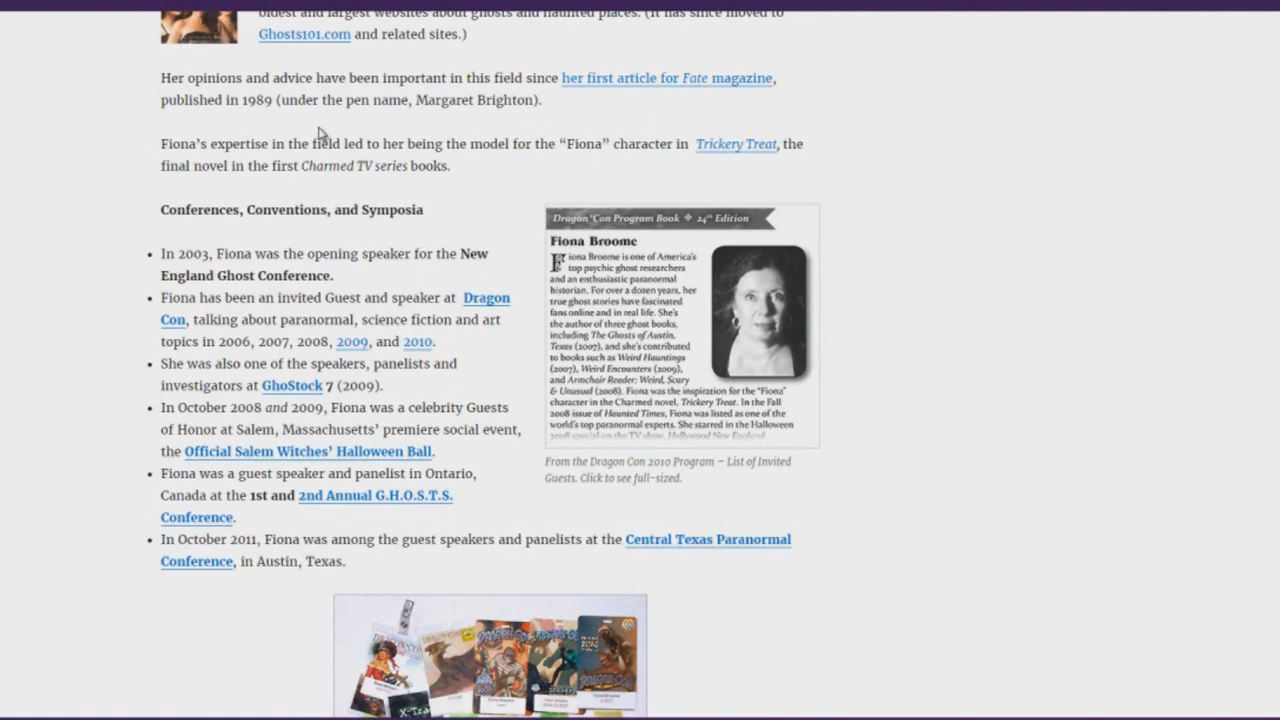 oldest and largest websites about ghosts and haunted places. (It has since moved to
Ghosts101.com and related sites.)
Her opinions and advice have been important in this field since her first article for Fate magazine,
published in 1989 (under the pen name, Margaret Brighton).
Fiona's expertise in the field led to her being the model for the “Fiona” character in Trickery Treat, the
final novel in the first Charmed TV series books.
Conferences, Conventions, and Symposia
• In 2003, Fiona was the opening speaker for the New
England Ghost Conference.
• Fiona has been an invited Guest and speaker at Dragon
Con, talking about paranormal, science fiction and art
topics in 2006, 2007, 2008, 2009, and 2010.
• She was also one of the speakers, panelists and
investigators at GhoStock 7 (2009).
• In October 2008 and 2009, Fiona was a celebrity Guests
of Honor at Salem, Massachusetts' premiere social event,
the Official Salem Witches' Halloween Ball.
• Fiona was a guest speaker and panelist in Ontario,
Canada at the 1st and 2nd Annual G.H.O.S.T.S.
Conference.
• In October 2011, Fiona was among the guest speakers and panelists at the Central Texas Paranormal
Conference, in Austin, Texas.
Dragon*Con Program Book ✦ 24th Edition
Fiona Broome
Fiona Broome is one of America's
top psychic ghost researchers
and an enthusiastic paranormal
historian. For over a dozen years, her
true ghost stories have fascinated
fans online and in real life. She's
the author of three ghost books,
including The Ghosts of Austin,
Texas (2007), and she's contributed
to books such as Weird Hauntings
(2007), Weird Encounters (2009),
and Armchair Reader: Weird, Scary
& Unusual (2008). Fiona was the inspiration for the "Fiona"
character in the Charmed novel, Trickery Treat. In the Fall
2008 issue of Haunted Times, Fiona was listed as one of the
world's top paranormal experts. She starred in the Halloween
2008 special on the TV show, Hollywood New England.
From the Dragon Con 2010 Program – List of Invited
Guests. Click to see full-sized.